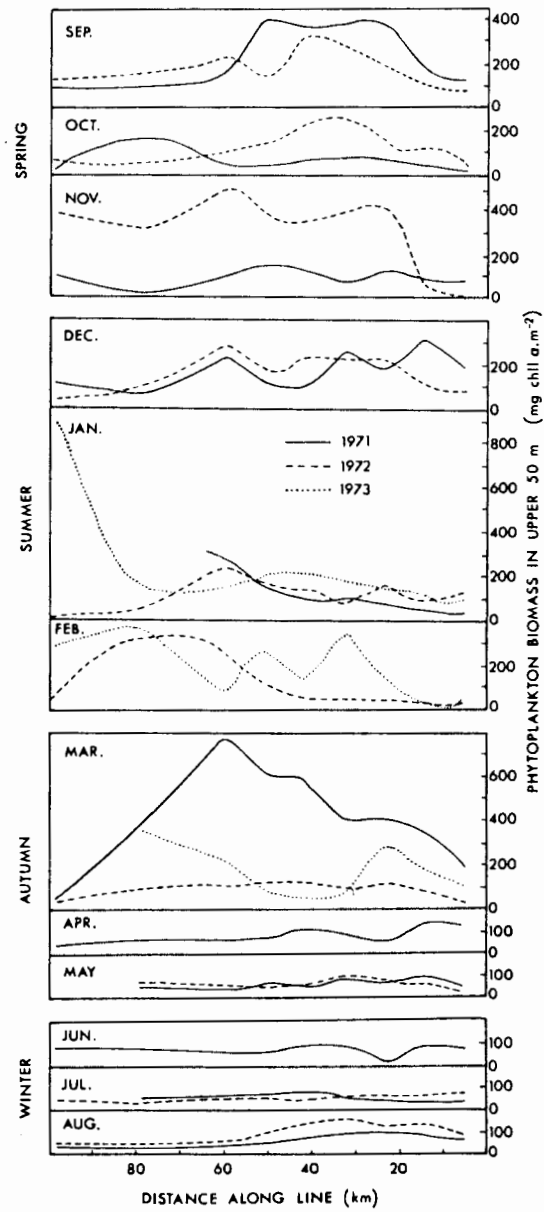 SPRING
SEP.
400
200
0
OCT.
200
0
NOV.
400
200
0
SUMMER
DEC.
200
0
JAN.
1971
1972
1973
800
600
400
200
0
FEB.
200
0
PHYTOPLANKTON BIOMASS IN UPPER 50 m (mg chll a.m-2)
AUTUMN
MAR.
600
400
200
0
APR.
100
0
MAY
100
0
WINTER
JUN.
100
0
JUL.
100
0
AUG.
100
0
80 60 40 20
DISTANCE ALONG LINE (km)